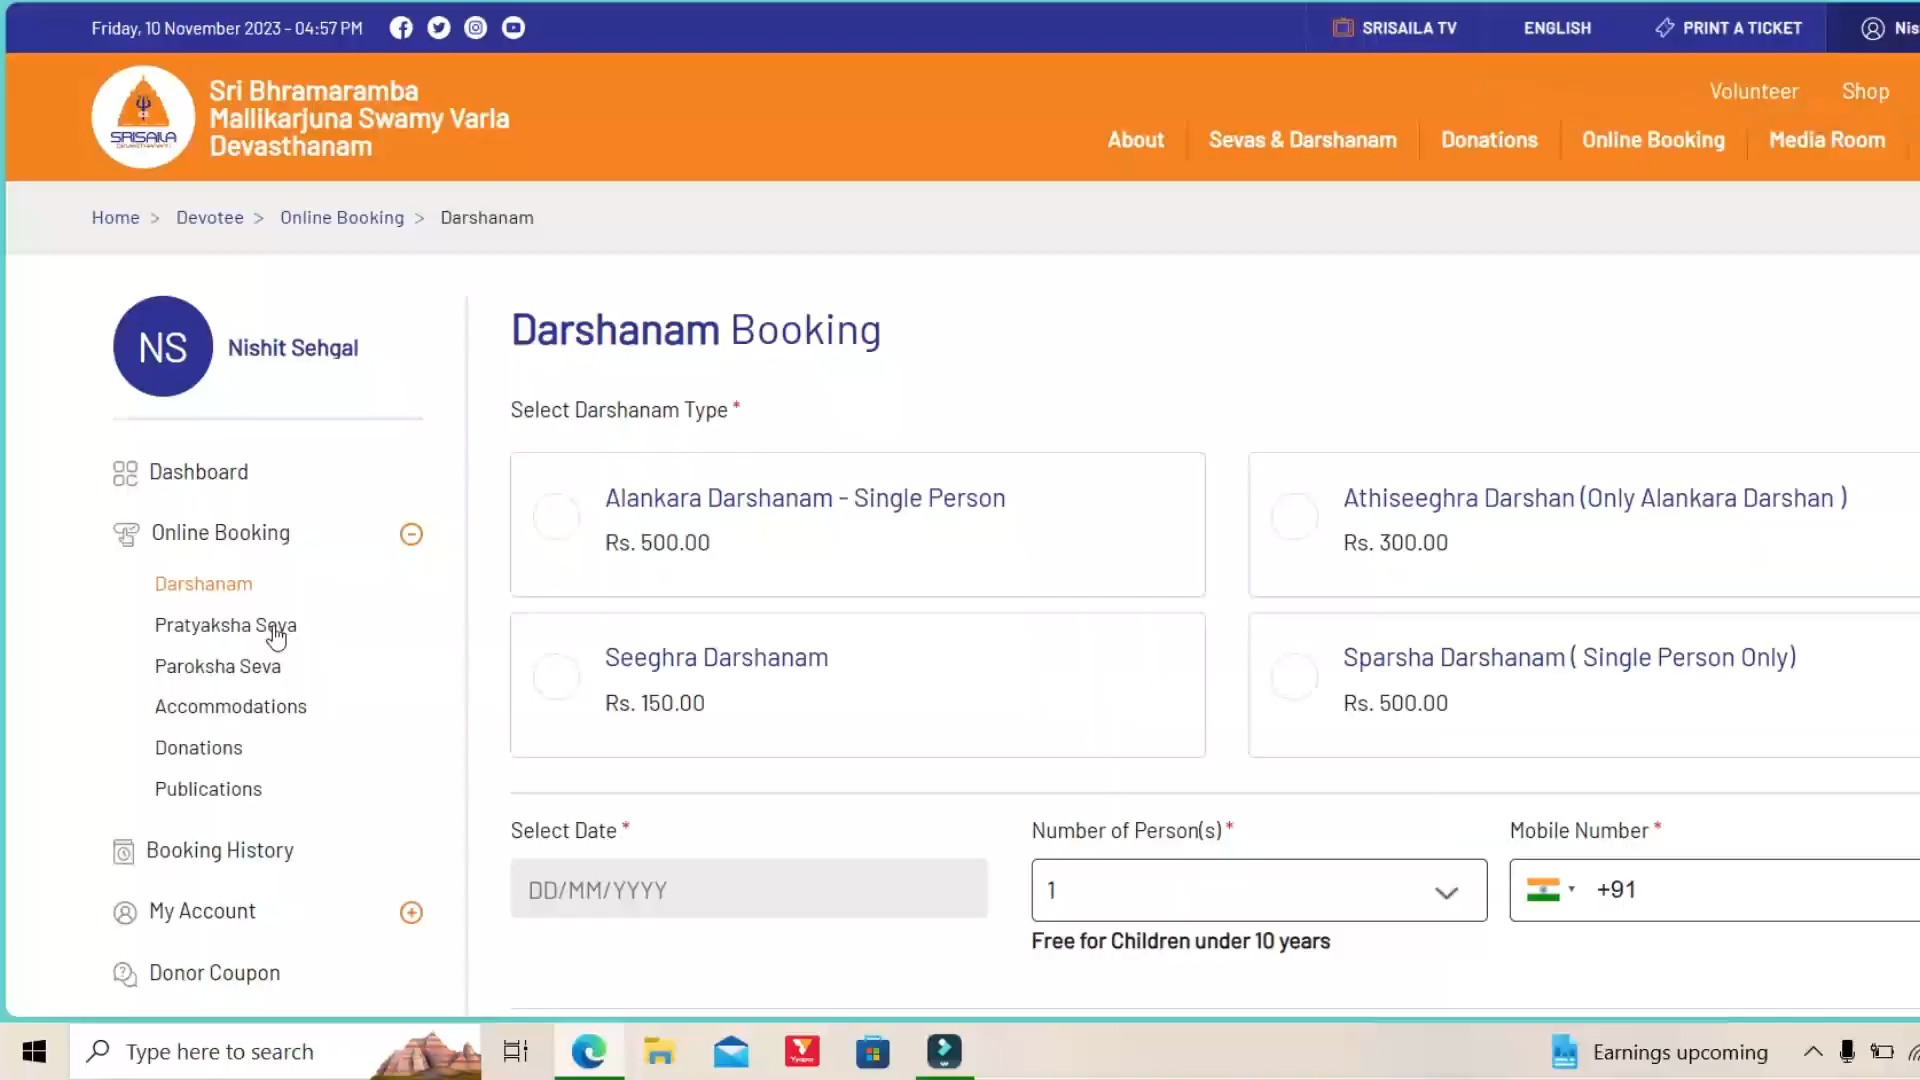 Friday, 10 November 2023 - 04:57 PM
SRISAILA TV
ENGLISH
PRINT A TICKET
Nis
SRISAILA
DEVASTHANAM
Sri Bhramaramba
Mallikarjuna Swamy Varla
Devasthanam
Volunteer
Shop
About
Sevas & Darshanam
Donations
Online Booking
Media Room
Home > Devotee > Online Booking > Darshanam
NS
Nishit Sehgal
Dashboard
Online Booking
Darshanam
Pratyaksha Seva
Paroksha Seva
Accommodations
Donations
Publications
Booking History
My Account
Donor Coupon
Darshanam Booking
Select Darshanam Type *
Alankara Darshanam - Single Person
Rs. 500.00
Athiseeghra Darshan (Only Alankara Darshan )
Rs. 300.00
Seeghra Darshanam
Rs. 150.00
Sparsha Darshanam ( Single Person Only)
Rs. 500.00
Select Date *
DD/MM/YYYY
Number of Person(s) *
1
Free for Children under 10 years
Mobile Number *
+91
Type here to search
Earnings upcoming